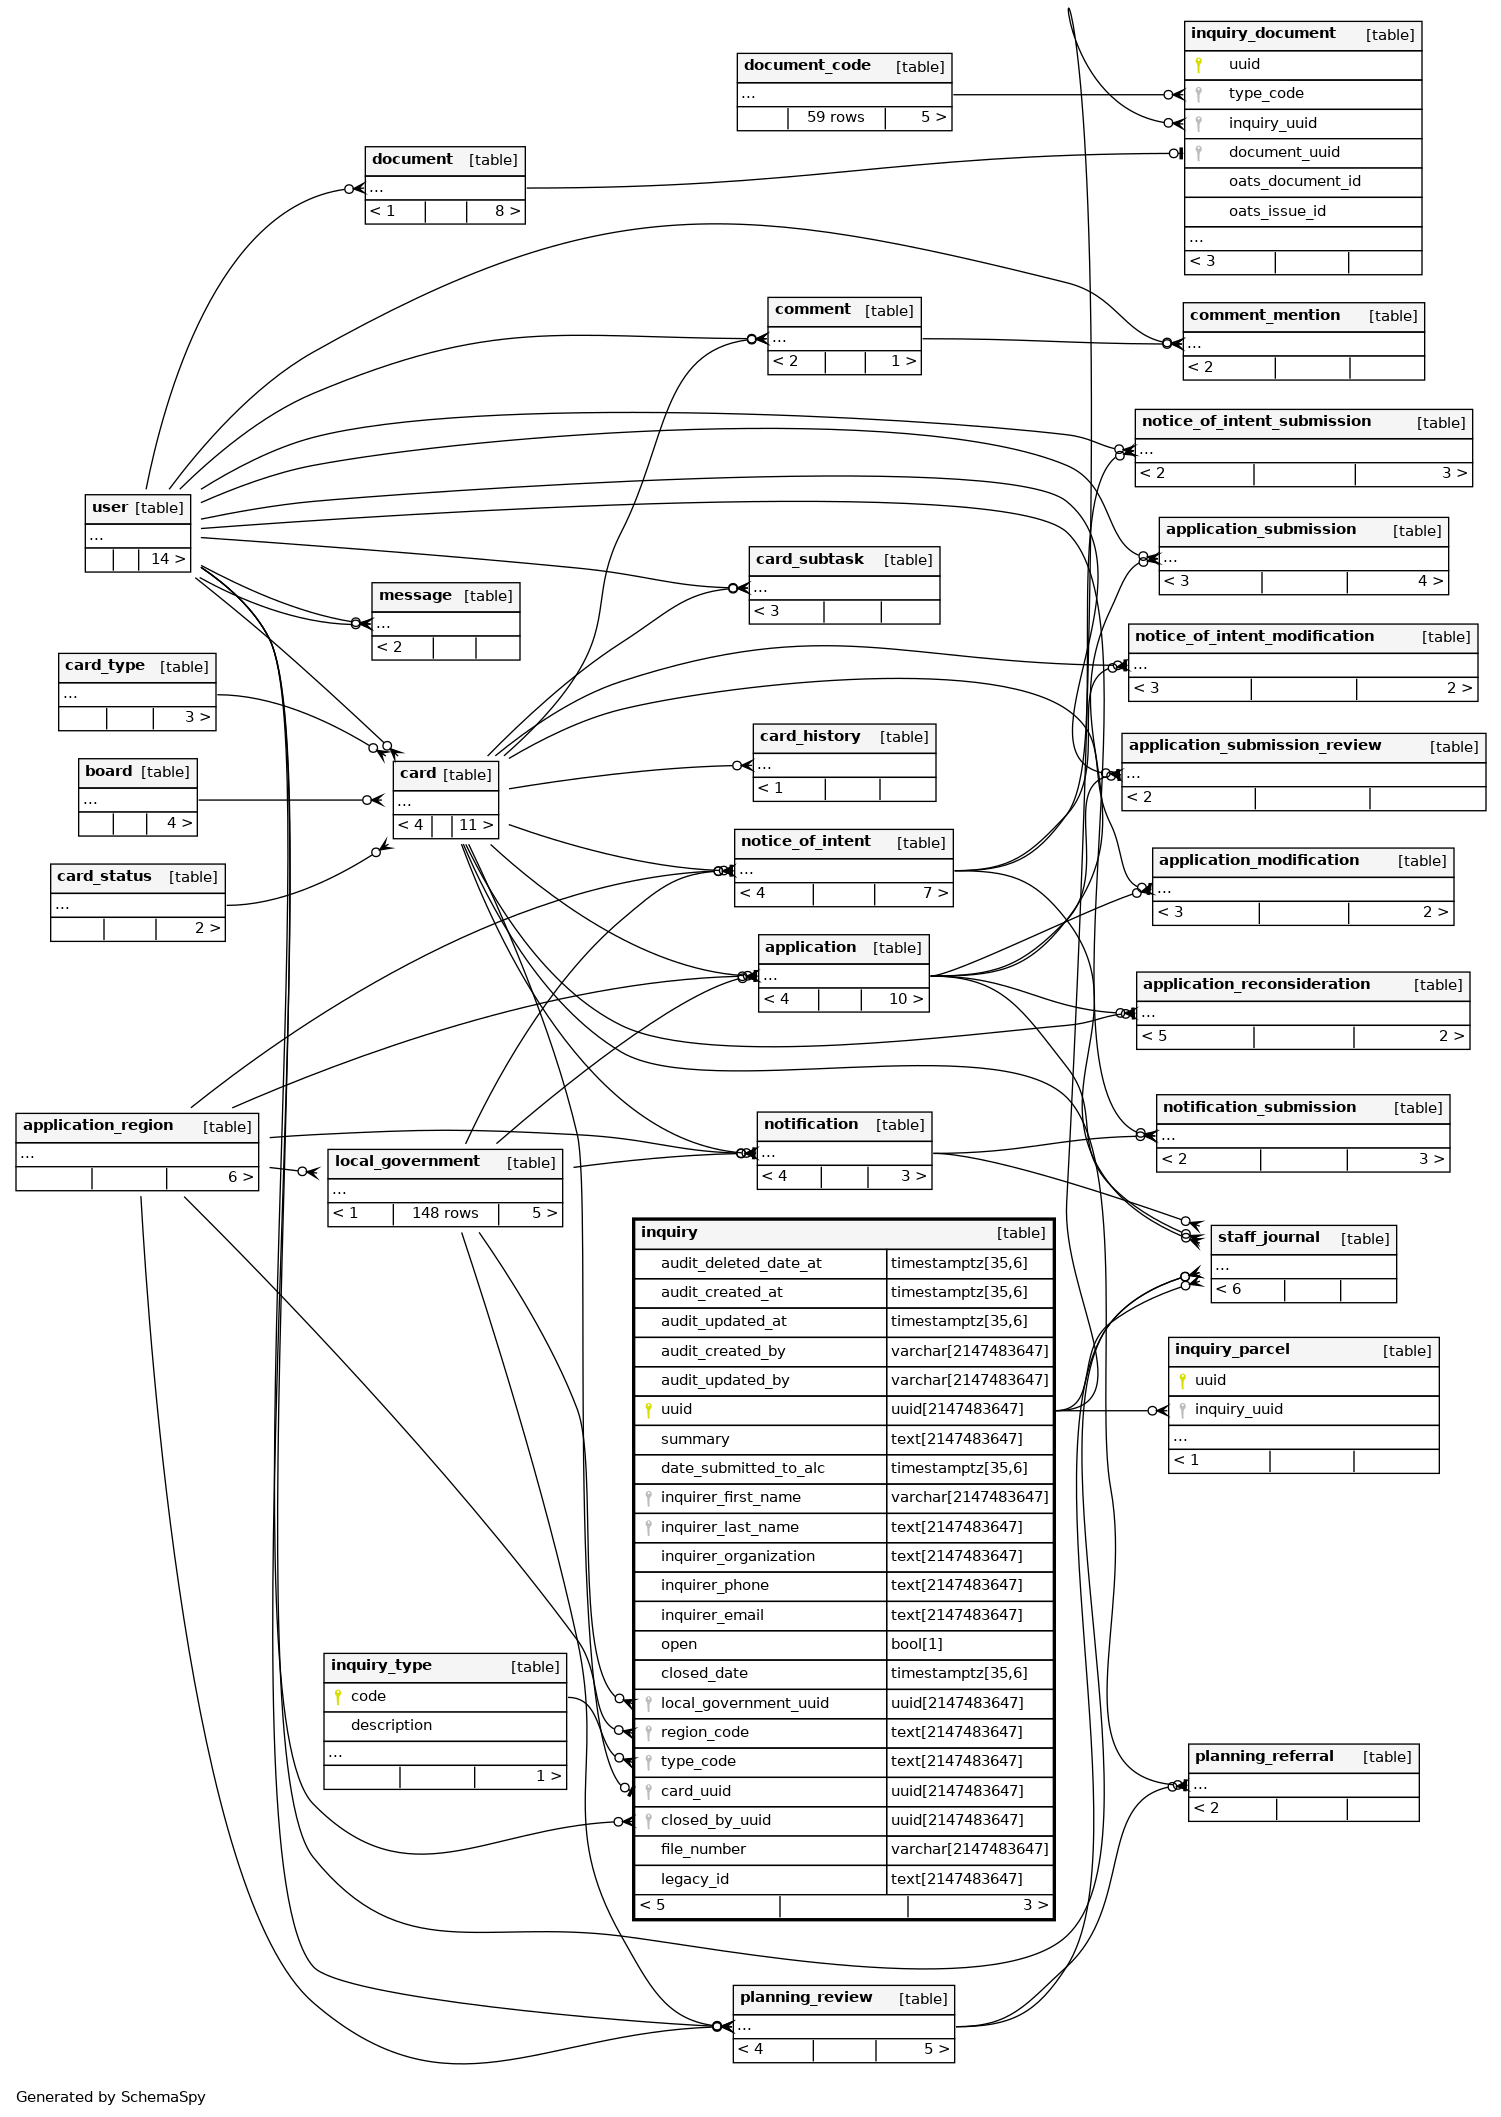 inquiry_document [table]
uuid
type_code
inquiry_uuid
document_uuid
oats_document_id
oats_issue_id
...
< 3
document_code [table]
...
59 rows 5 >
document [table]
...
< 1 8 >
comment [table]
...
< 2 1 >
comment_mention [table]
...
< 2
notice_of_intent_submission [table]
...
< 2 3 >
user [table]
...
14 >
application_submission [table]
...
< 3 4 >
card_subtask [table]
...
< 3
message [table]
...
< 2
notice_of_intent_modification [table]
...
< 3 2 >
card_type [table]
...
3 >
card_history [table]
...
< 1
application_submission_review [table]
...
< 2
board [table]
...
4 >
card [table]
...
< 4 11 >
notice_of_intent [table]
...
< 4 7 >
application_modification [table]
...
< 3 2 >
card_status [table]
...
2 >
application [table]
...
< 4 10 >
application_reconsideration [table]
...
< 5 2 >
notification_submission [table]
...
< 2 3 >
application_region [table]
...
6 >
local_government [table]
...
< 1 148 rows 5 >
notification [table]
...
< 4 3 >
staff_journal [table]
...
< 6
inquiry [table]
audit_deleted_date_at timestamptz[35,6]
audit_created_at timestamptz[35,6]
audit_updated_at timestamptz[35,6]
audit_created_by varchar[2147483647]
audit_updated_by varchar[2147483647]
uuid uuid[2147483647]
summary text[2147483647]
date_submitted_to_alc timestamptz[35,6]
inquirer_first_name varchar[2147483647]
inquirer_last_name text[2147483647]
inquirer_organization text[2147483647]
inquirer_phone text[2147483647]
inquirer_email text[2147483647]
open bool[1]
closed_date timestamptz[35,6]
local_government_uuid uuid[2147483647]
region_code text[2147483647]
type_code text[2147483647]
card_uuid uuid[2147483647]
closed_by_uuid uuid[2147483647]
file_number varchar[2147483647]
legacy_id text[2147483647]
< 5 3 >
inquiry_parcel [table]
uuid
inquiry_uuid
...
< 1
inquiry_type [table]
code
description
...
1 >
planning_referral [table]
...
< 2
planning_review [table]
...
< 4 5 >
Generated by SchemaSpy